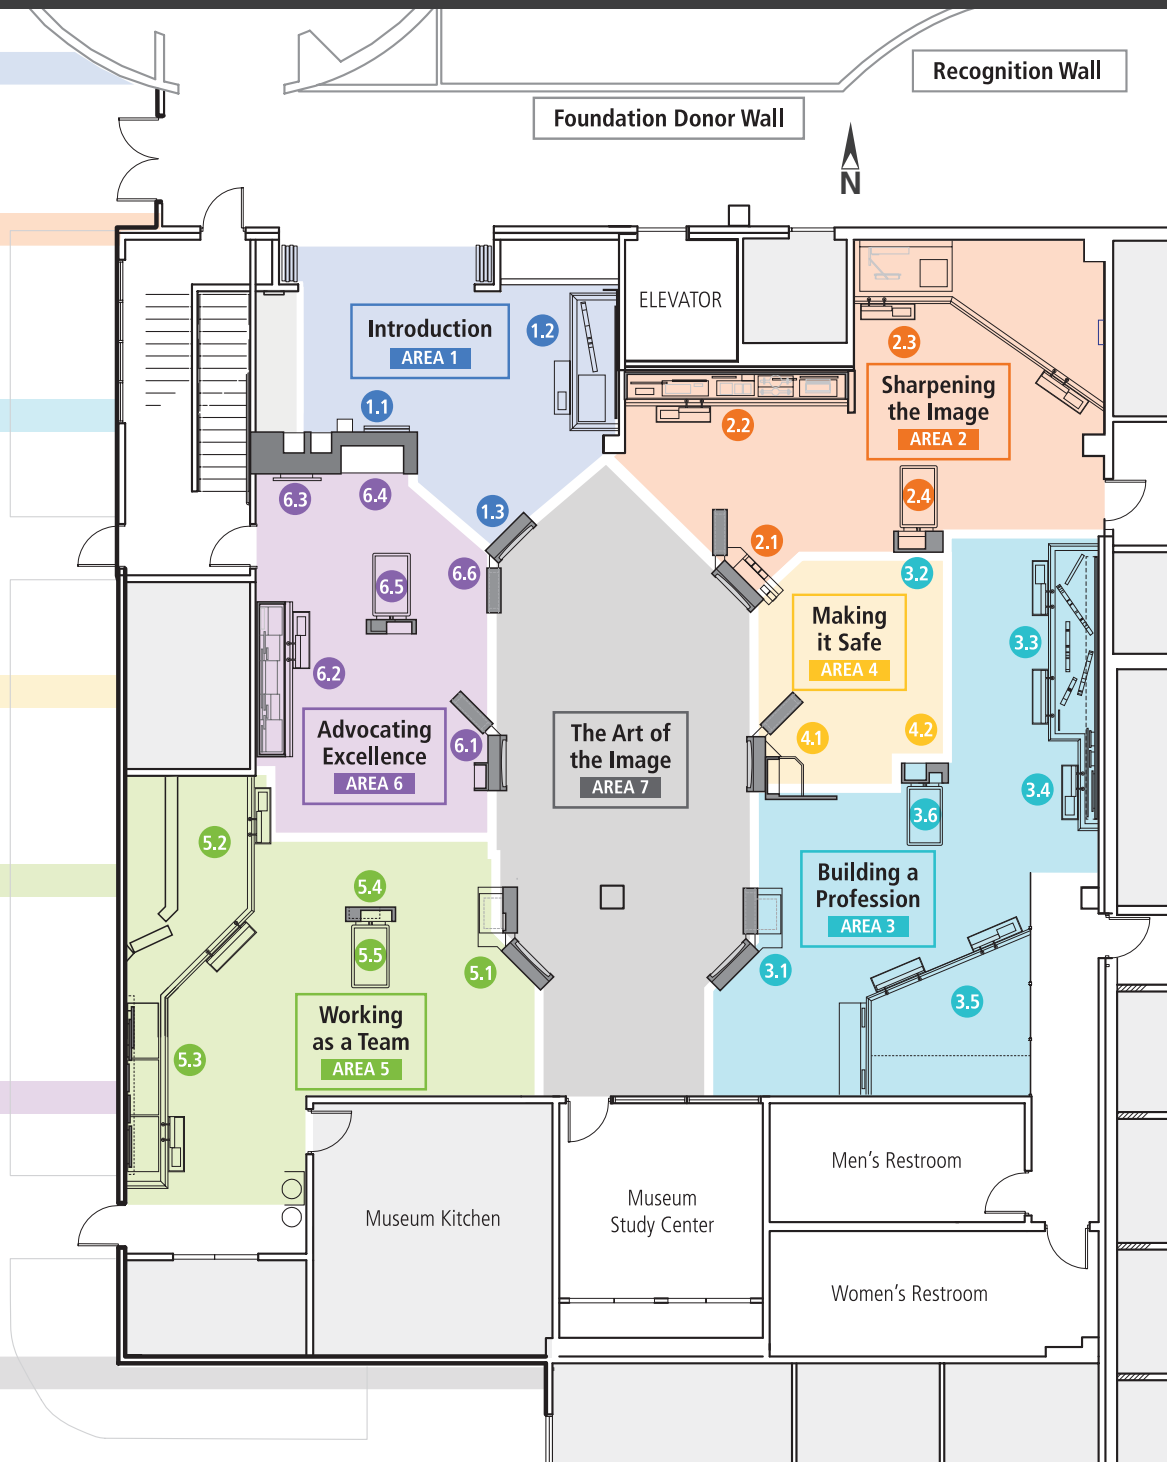 Recognition Wall
Foundation Donor Wall
N
ELEVATOR
Introduction
AREA 1
1.2
1.1
1.3
2.3
Sharpening
the Image
AREA 2
2.2
2.4
2.1
6.3
6.4
6.5
6.6
6.2
Advocating
Excellence
AREA 6
6.1
3.2
Making
it Safe
AREA 4
4.1
4.2
3.3
3.4
3.6
The Art of
the Image
AREA 7
Building a
Profession
AREA 3
3.1
3.5
5.2
5.4
5.5
5.1
Working
as a Team
AREA 5
5.3
Museum Kitchen
Museum
Study Center
Men's Restroom
Women's Restroom